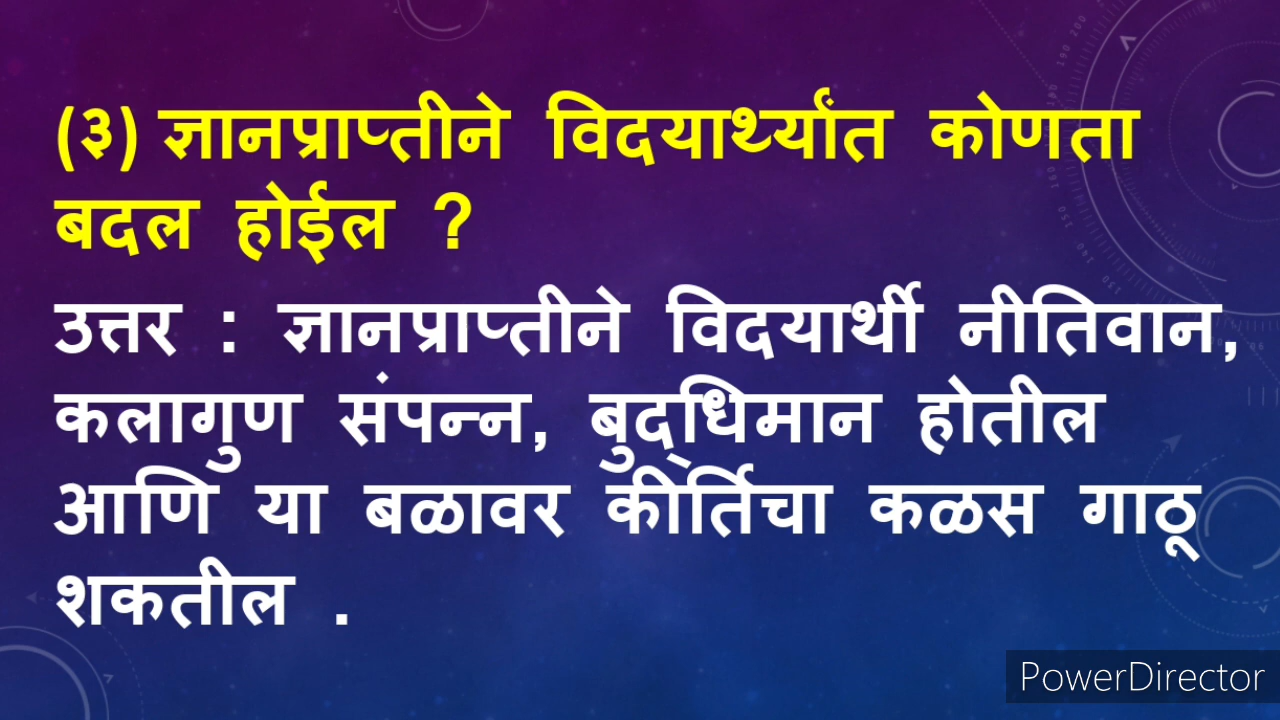 (३) ज्ञानप्राप्तीने विदयार्थ्यांत कोणता
बदल होईल ?
उत्तर : ज्ञानप्राप्तीने विदयार्थी नीतिवान,
कलागुण संपन्न, बुद्‌धिमान होतील
आणि या बळावर कीर्तिचा कळस गाठू
शकतील .
PowerDirector